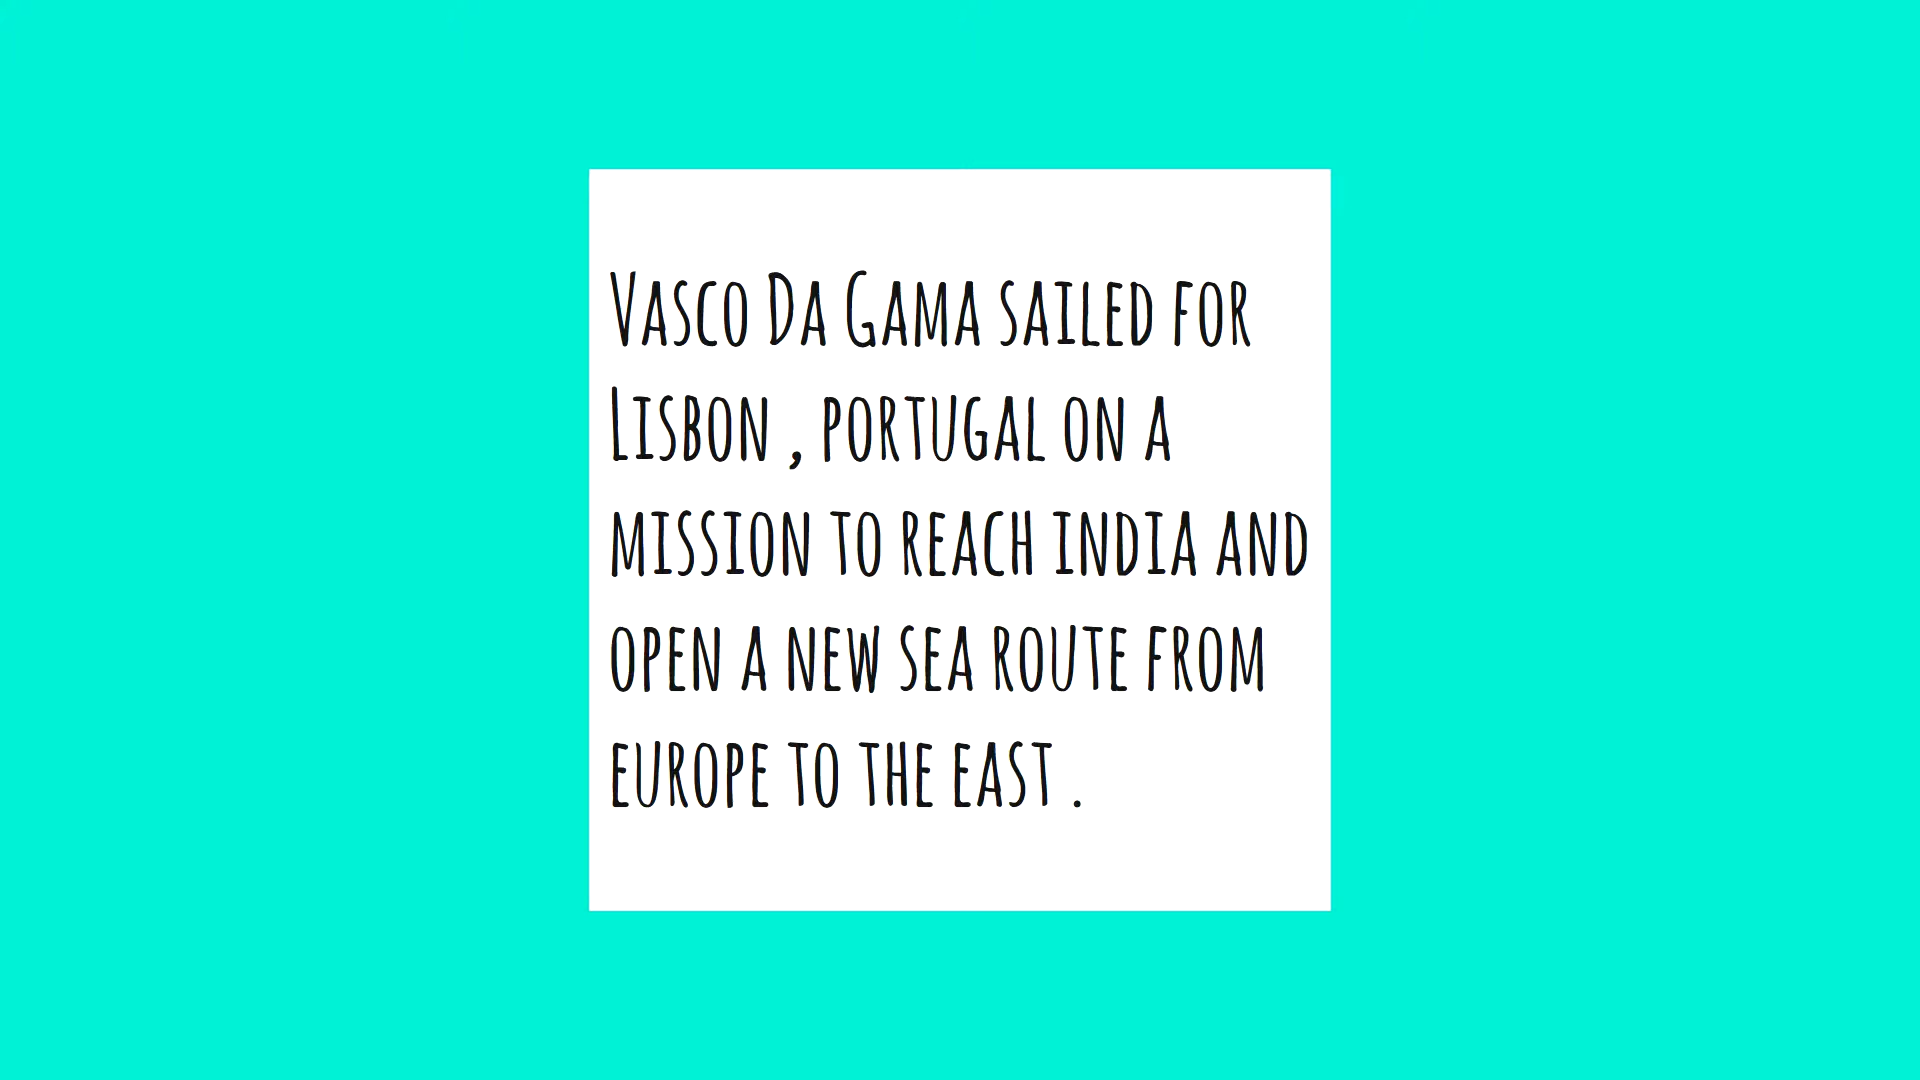 Vasco Da Gama sailed for
Lisbon , portugal on a
mission to reach india and
open a new sea route from
europe to the east .